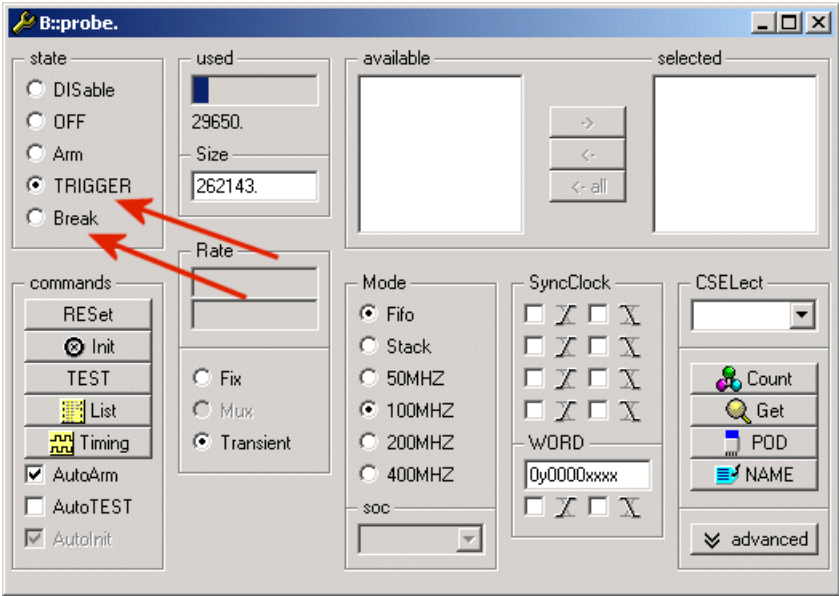 B::probe.
state
DISable
OFF
Arm
TRIGGER
Break
used
29650.
Size
262143.
available
selected
->
<-
<- all
commands
RESet
Init
TEST
List
Timing
AutoArm
AutoTEST
AutoInit
Rate
Fix
Mux
Transient
Mode
Fifo
Stack
50MHZ
100MHZ
200MHZ
400MHZ
soc
SyncClock
WORD
0y0000xxxx
CSELect
Count
Get
POD
NAME
advanced